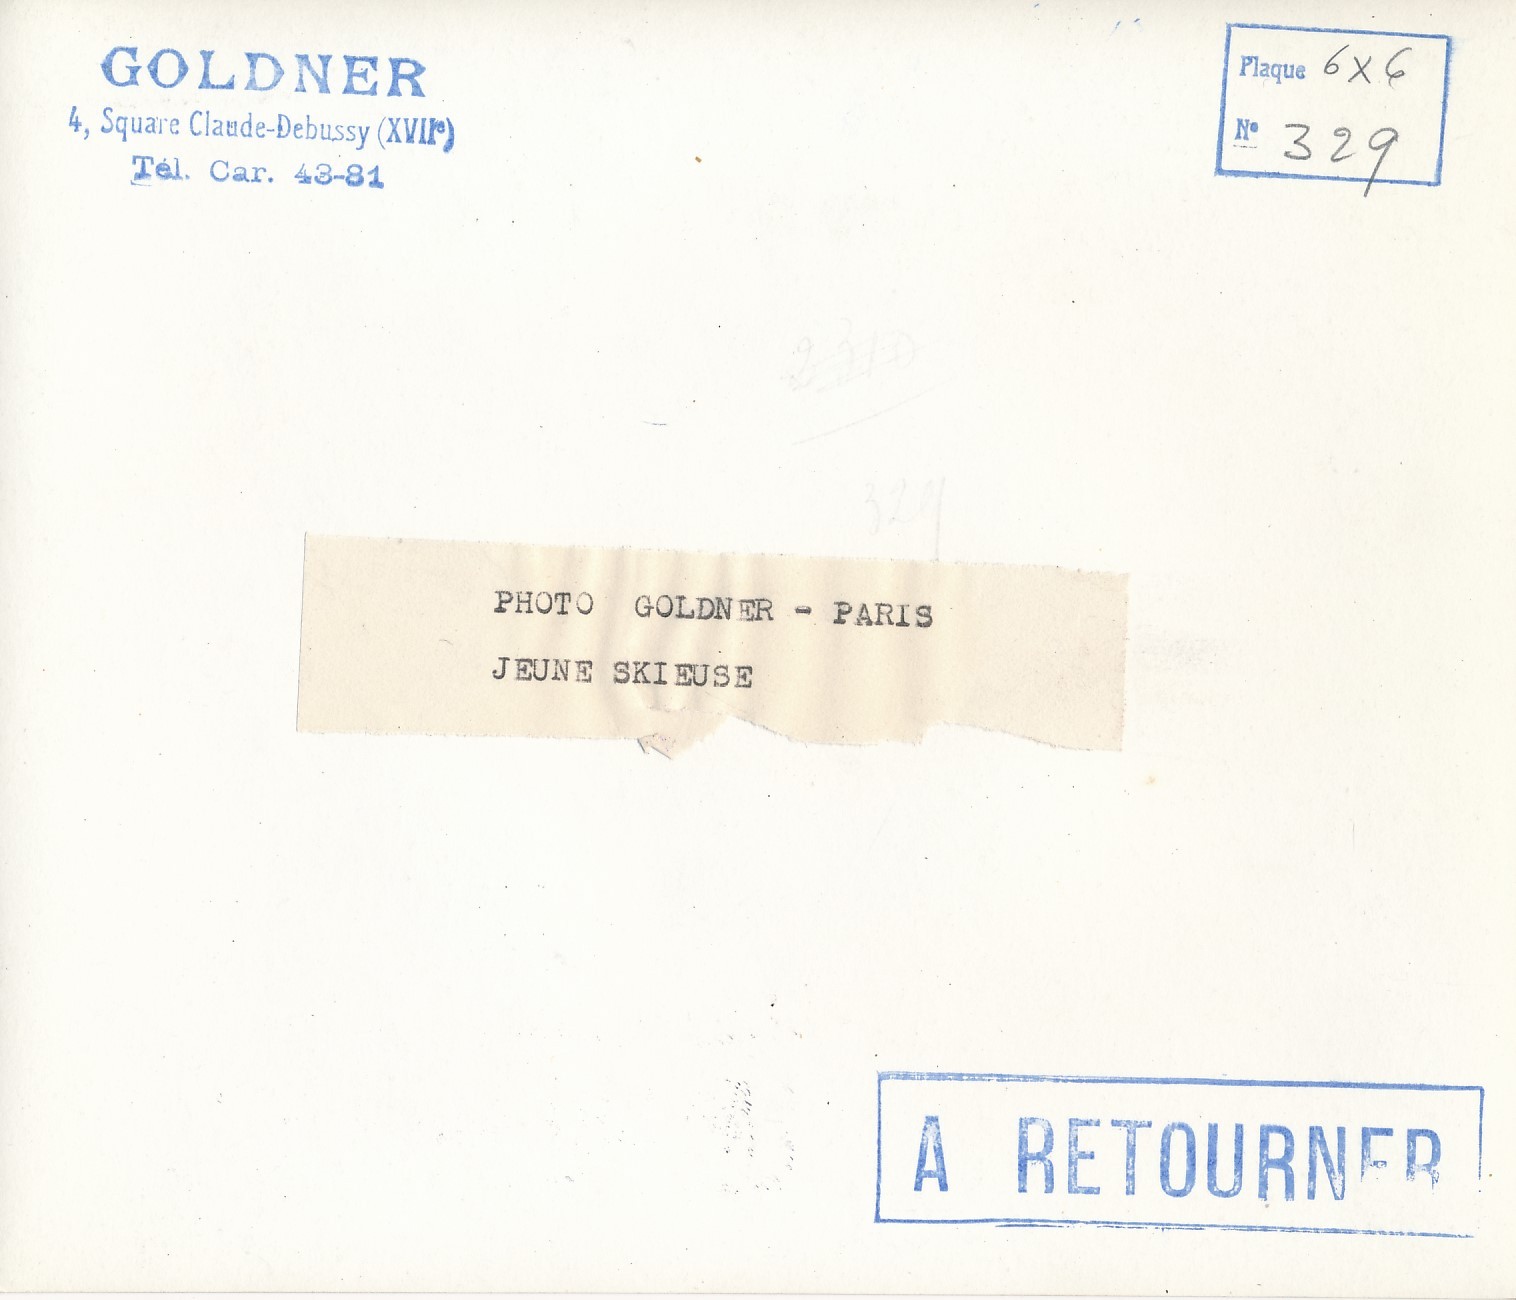 GOLDNER
4, Square Claude-Debussy (XVIIe)
Tél. Car. 43-81
Plaque 6x6
No 329
329
PHOTO GOLDNER - PARIS
JEUNE SKIEUSE
A RETOURNER